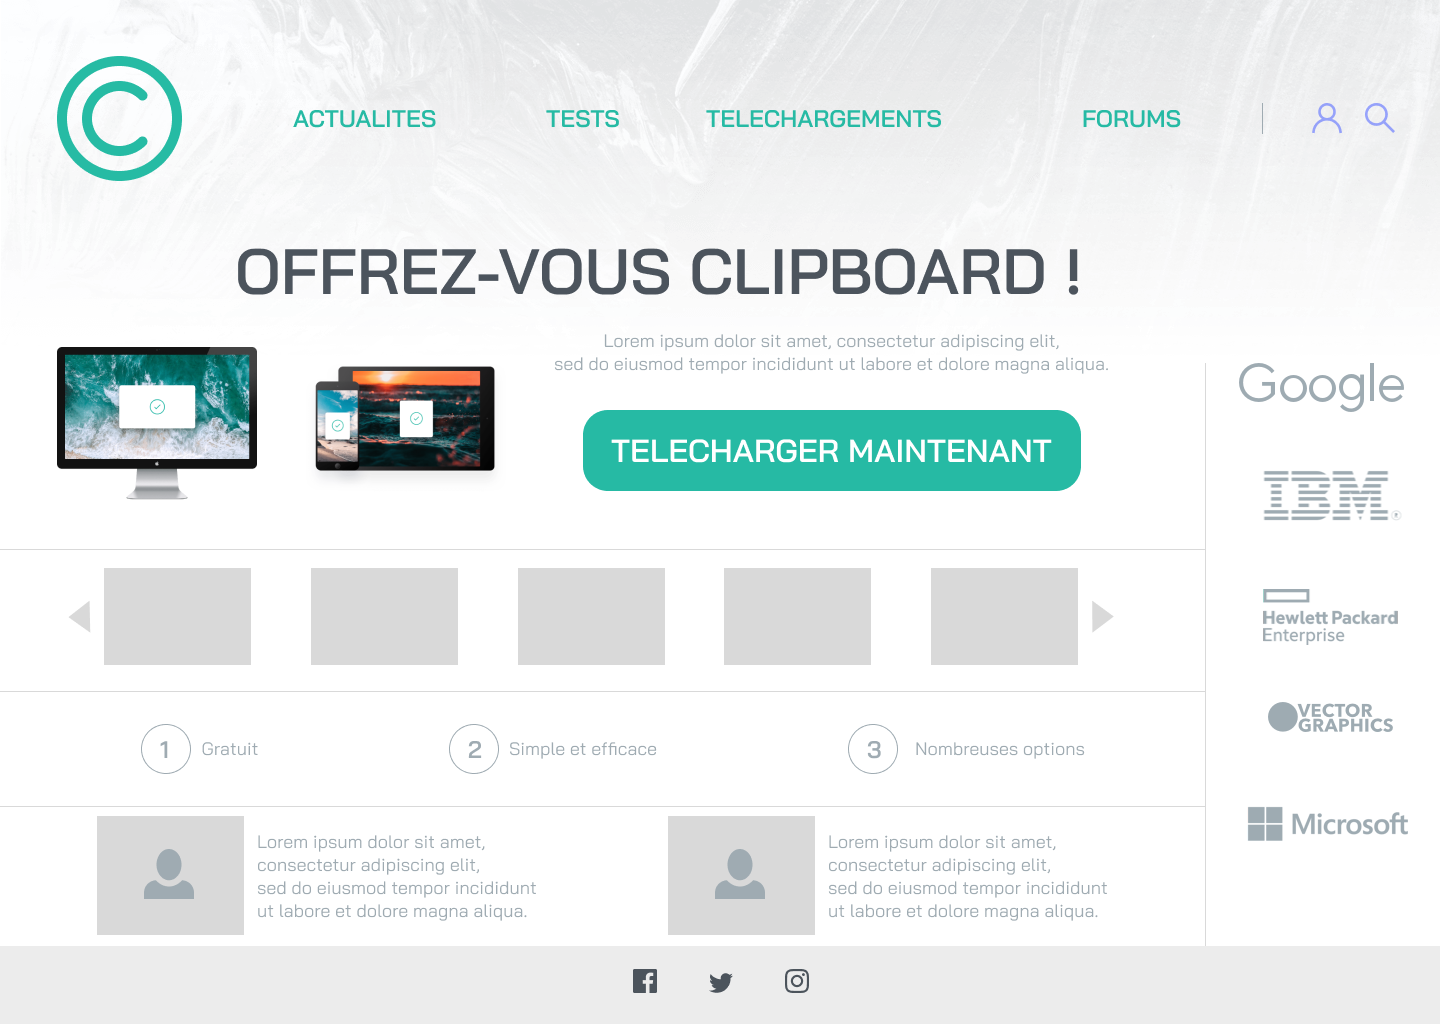 ©
ACTUALITES
TESTS
TELECHARGEMENTS
FORUMS
OFFREZ-VOUS CLIPBOARD !
Lorem ipsum dolor sit amet, consectetur adipiscing elit,
sed do eiusmod tempor incididunt ut labore et dolore magna aliqua.
TELECHARGER MAINTENANT
1 Gratuit
2 Simple et efficace
3 Nombreuses options
Lorem ipsum dolor sit amet,
consectetur adipiscing elit,
sed do eiusmod tempor incididunt
ut labore et dolore magna aliqua.
Lorem ipsum dolor sit amet,
consectetur adipiscing elit,
sed do eiusmod tempor incididunt
ut labore et dolore magna aliqua.
Google
IBM®
Hewlett Packard
Enterprise
VECTOR
GRAPHICS
Microsoft